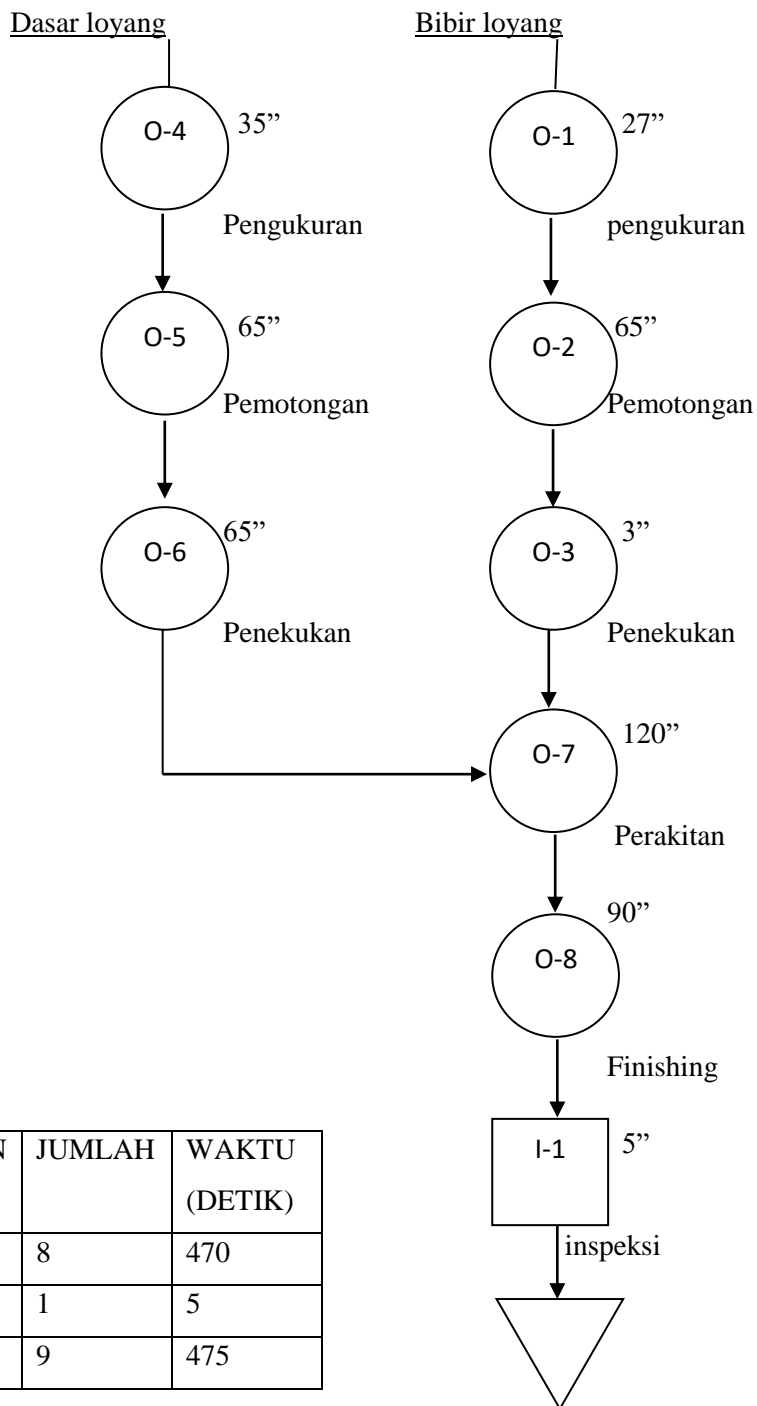 Dasar loyang
Bibir loyang
O-4
35”
Pengukuran
O-1
27”
pengukuran
O-5
65”
Pemotongan
O-2
65”
Pemotongan
O-6
65”
Penekukan
O-3
3”
Penekukan
O-7
120”
Perakitan
O-8
90”
Finishing
I-1
5”
inspeksi
N JUMLAH WAKTU
(DETIK)
8 470
1 5
9 475